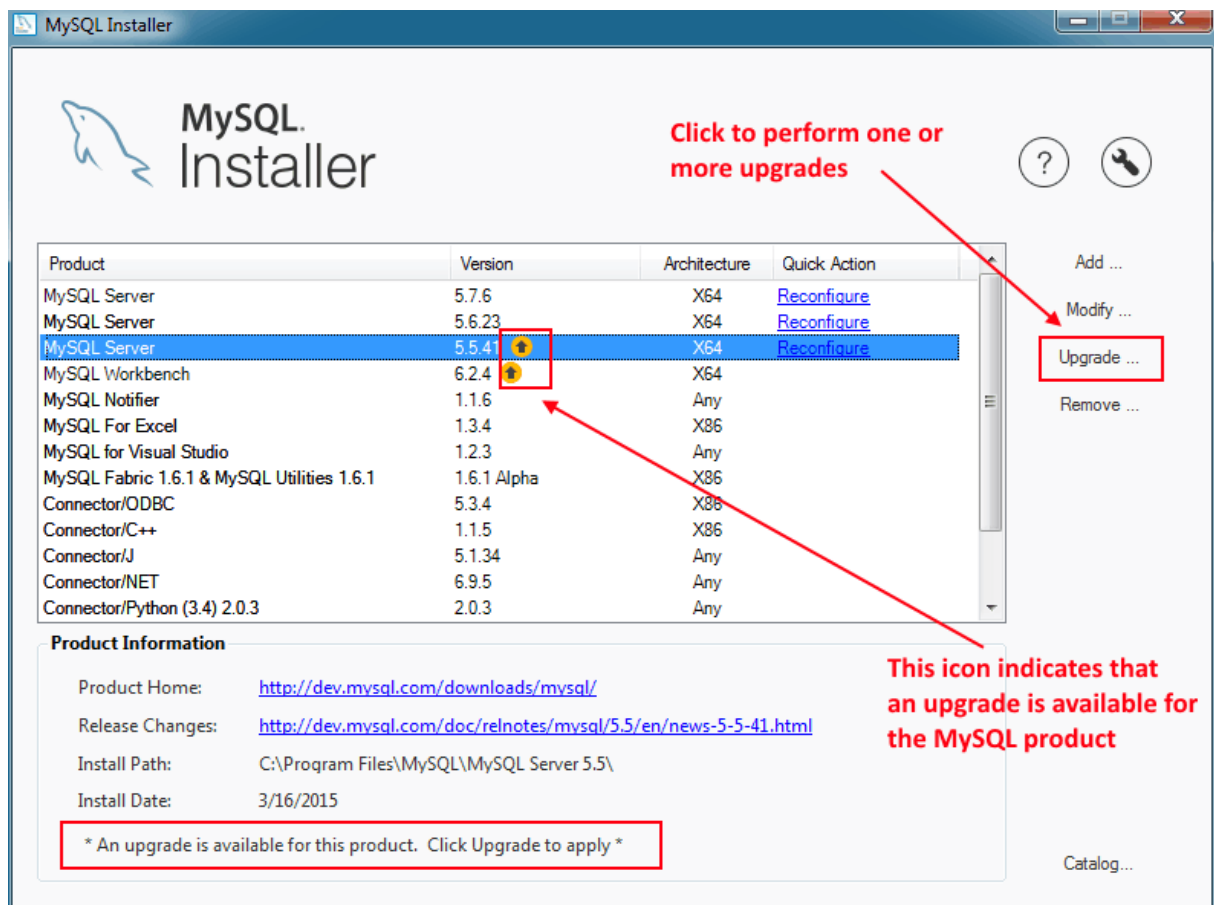 MySQL Installer
MySQL.
Installer
Click to perform one or
more upgrades
?
Product Version Architecture Quick Action
Add ...
MySQL Server 5.7.6 X64 Reconfigure
Modify ...
MySQL Server 5.6.23 X64 Reconfigure
MySQL Server 5.5.41 X64 Reconfigure
Upgrade ...
MySQL Workbench 6.2.4 X64
MySQL Notifier 1.1.6 Any
Remove ...
MySQL For Excel 1.3.4 X86
MySQL for Visual Studio 1.2.3 Any
MySQL Fabric 1.6.1 & MySQL Utilities 1.6.1 1.6.1 Alpha X86
Connector/ODBC 5.3.4 X86
Connector/C++ 1.1.5 X86
Connector/J 5.1.34 Any
Connector/NET 6.9.5 Any
Connector/Python (3.4) 2.0.3 2.0.3 Any
Product Information
Product Home: http://dev.mysql.com/downloads/mysql/
Release Changes: http://dev.mysql.com/doc/relnotes/mysql/5.5/en/news-5-5-41.html
Install Path: C:\Program Files\MySQL\MySQL Server 5.5\
Install Date: 3/16/2015
* An upgrade is available for this product. Click Upgrade to apply *
This icon indicates that
an upgrade is available for
the MySQL product
Catalog...